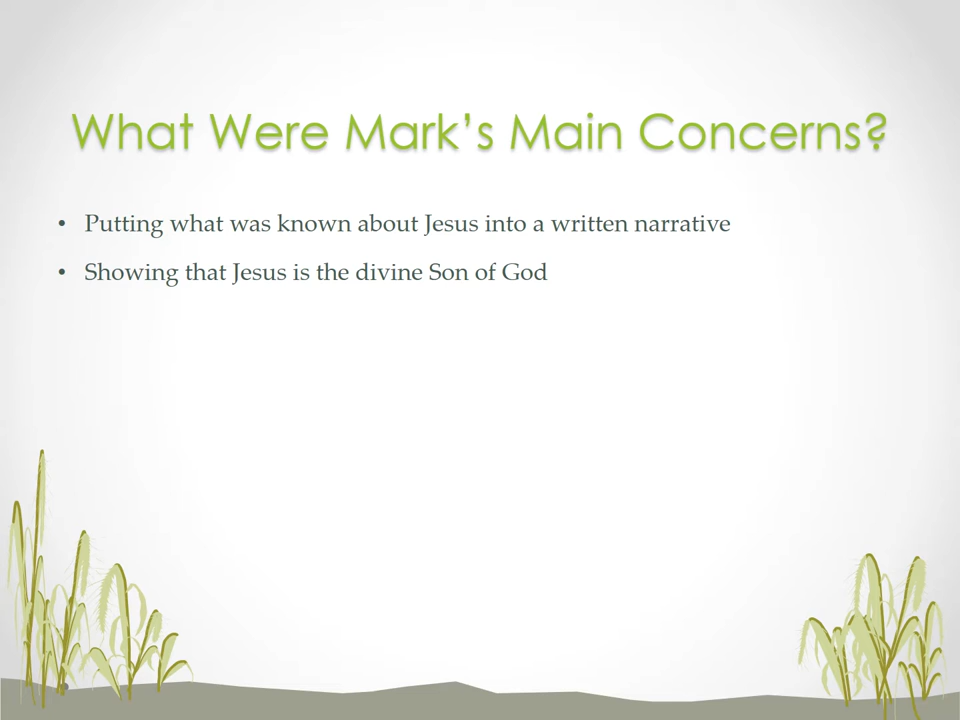 What Were Mark’s Main Concerns?
• Putting what was known about Jesus into a written narrative
• Showing that Jesus is the divine Son of God